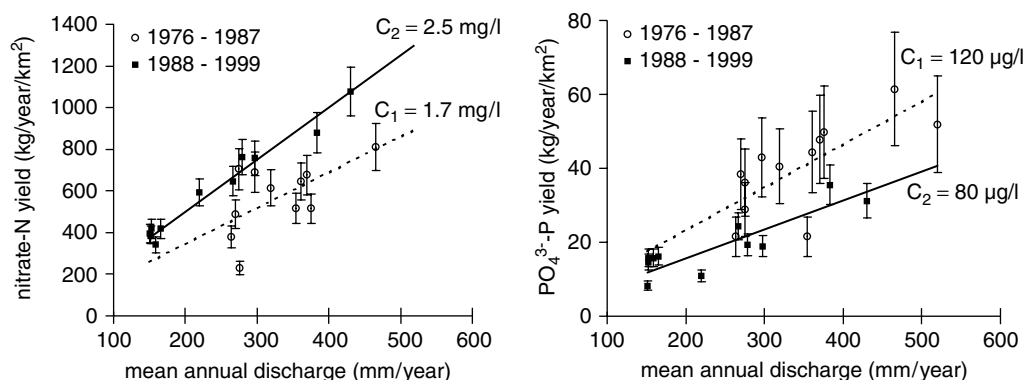 1400
1200
1000
800
600
400
200
0
nitrate-N yield (kg/year/km²)
1976 - 1987
1988 - 1999
C₂ = 2.5 mg/l
C₁ = 1.7 mg/l
100 200 300 400 500
mean annual discharge (mm/year)
80
60
40
20
0
PO₄³⁻-P yield (kg/year/km²)
1976 - 1987
1988 - 1999
C₁ = 120 µg/l
C₂ = 80 µg/l
100 200 300 400 500
mean annual discharge (mm/year)